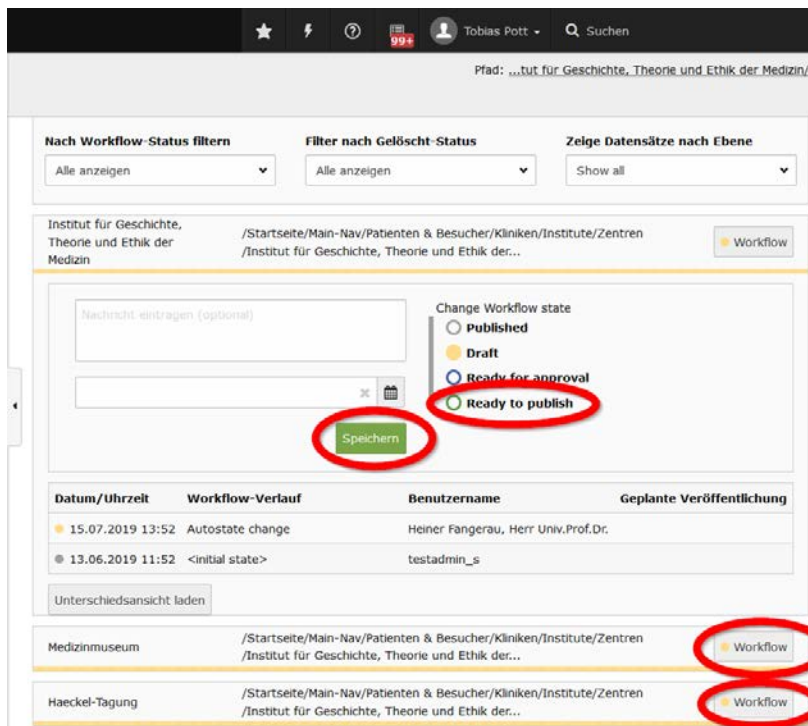 99+
Tobias Pott
Suchen
Pfad: ...tut für Geschichte, Theorie und Ethik der Medizin/
Nach Workflow-Status filtern
Filter nach Gelöscht-Status
Zeige Datensätze nach Ebene
Alle anzeigen
Alle anzeigen
Show all
Institut für Geschichte,
Theorie und Ethik der
Medizin
/Startseite/Main-Nav/Patienten & Besucher/Kliniken/Institute/Zentren
/Institut für Geschichte, Theorie und Ethik der...
Workflow
Nachricht eintragen (optional)
Change Workflow state
Published
Draft
Ready for approval
Ready to publish
Speichern
Datum/Uhrzeit Workflow-Verlauf Benutzername Geplante Veröffentlichung
15.07.2019 13:52 Autostate change Heiner Fangerau, Herr Univ.Prof.Dr.
13.06.2019 11:52 <initial state> testadmin_s
Unterschiedsansicht laden
Medizinmuseum
/Startseite/Main-Nav/Patienten & Besucher/Kliniken/Institute/Zentren
/Institut für Geschichte, Theorie und Ethik der...
Workflow
Haeckel-Tagung
/Startseite/Main-Nav/Patienten & Besucher/Kliniken/Institute/Zentren
/Institut für Geschichte, Theorie und Ethik der...
Workflow